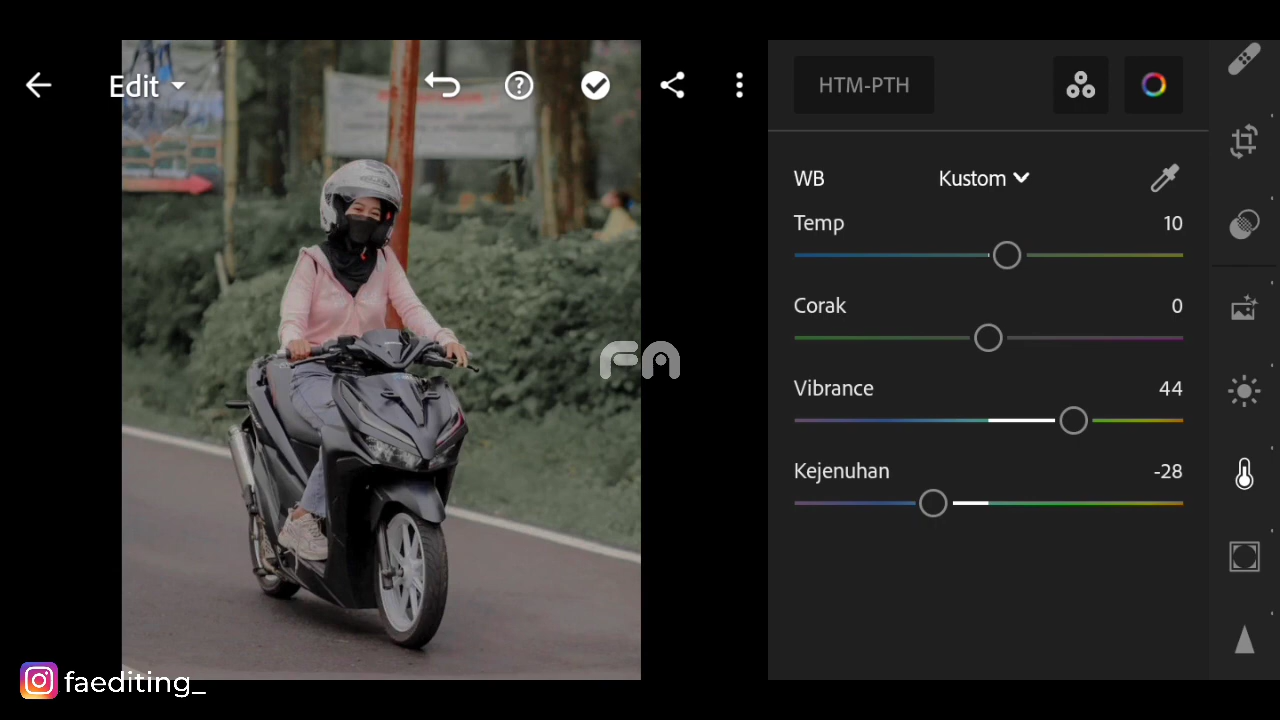 Edit
HTM-PTH
WB
Kustom
Temp
10
Corak
0
Vibrance
44
Kejenuhan
-28
FA
faediting_